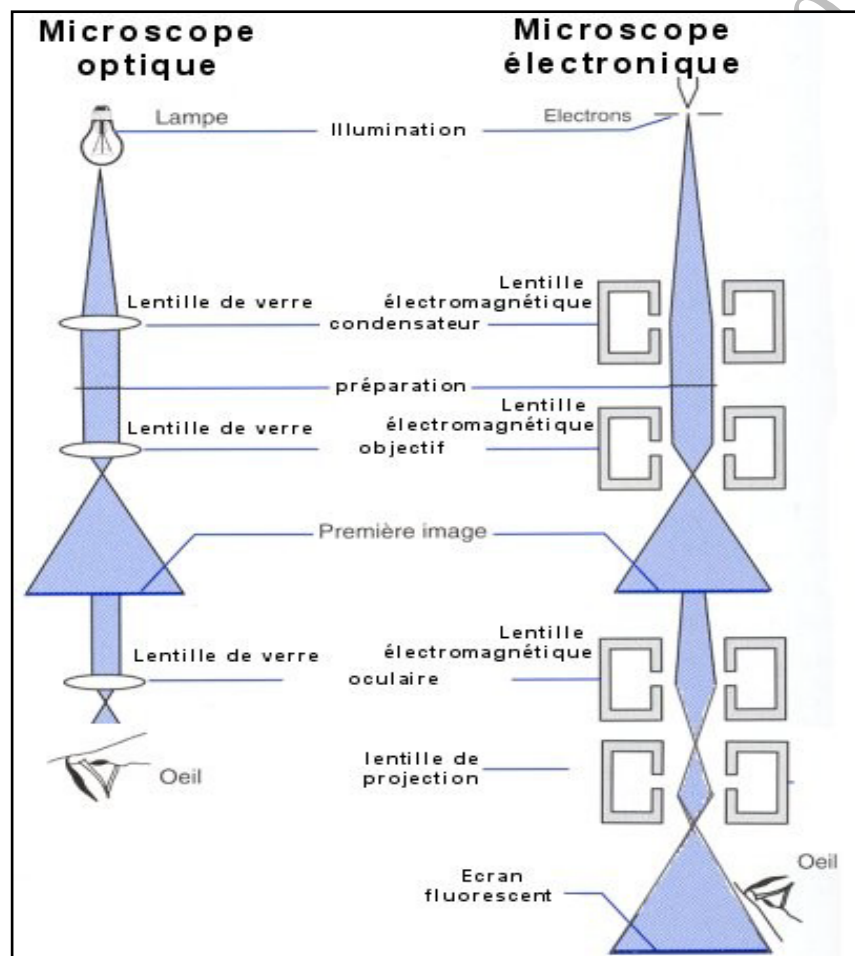 Microscope
optique
Microscope
électronique
Lampe
Illumination
Electrons
Lentille de verre
Lentille
électromagnétique
condensateur
préparation
Lentille de verre
Lentille
électromagnétique
objectif
Première image
Lentille de verre
Lentille
électromagnétique
oculaire
Oeil
lentille de
projection
Oeil
Ecran
fluorescent